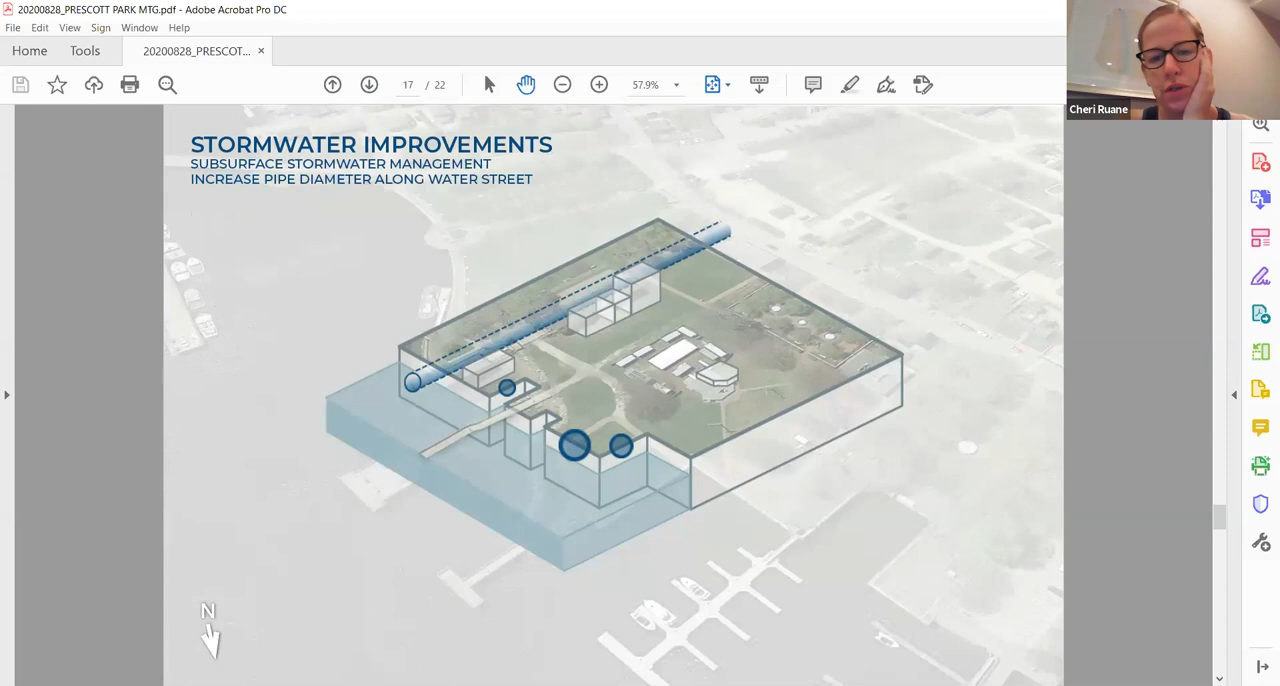 20200828_PRESCOTT PARK MTG.pdf - Adobe Acrobat Pro DC
File Edit View Sign Window Help
Home Tools 20200828_PRESCOT... ×
17 / 22 57.9%
Cheri Ruane
STORMWATER IMPROVEMENTS
SUBSURFACE STORMWATER MANAGEMENT
INCREASE PIPE DIAMETER ALONG WATER STREET
N